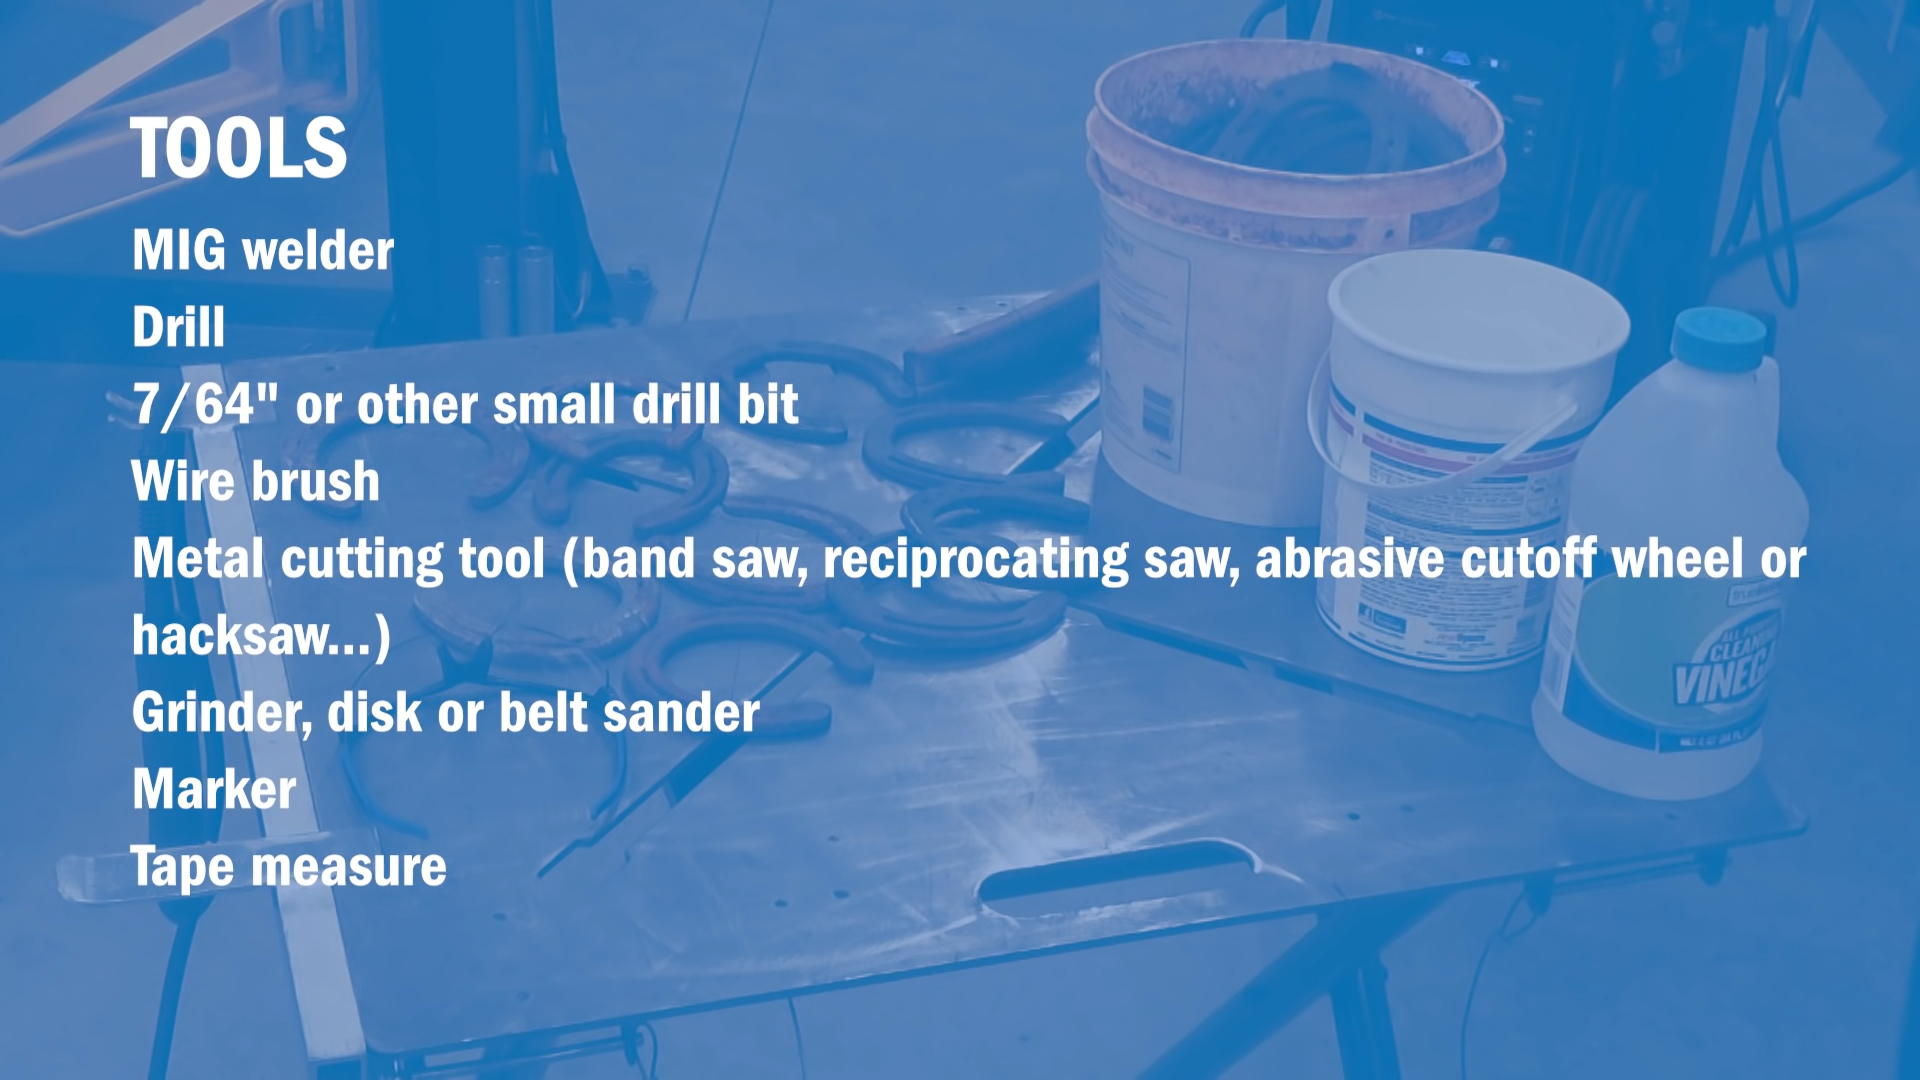 TOOLS
MIG welder
Drill
7/64" or other small drill bit
Wire brush
Metal cutting tool (band saw, reciprocating saw, abrasive cutoff wheel or
hacksaw...)
Grinder, disk or belt sander
Marker
Tape measure
CLEANING